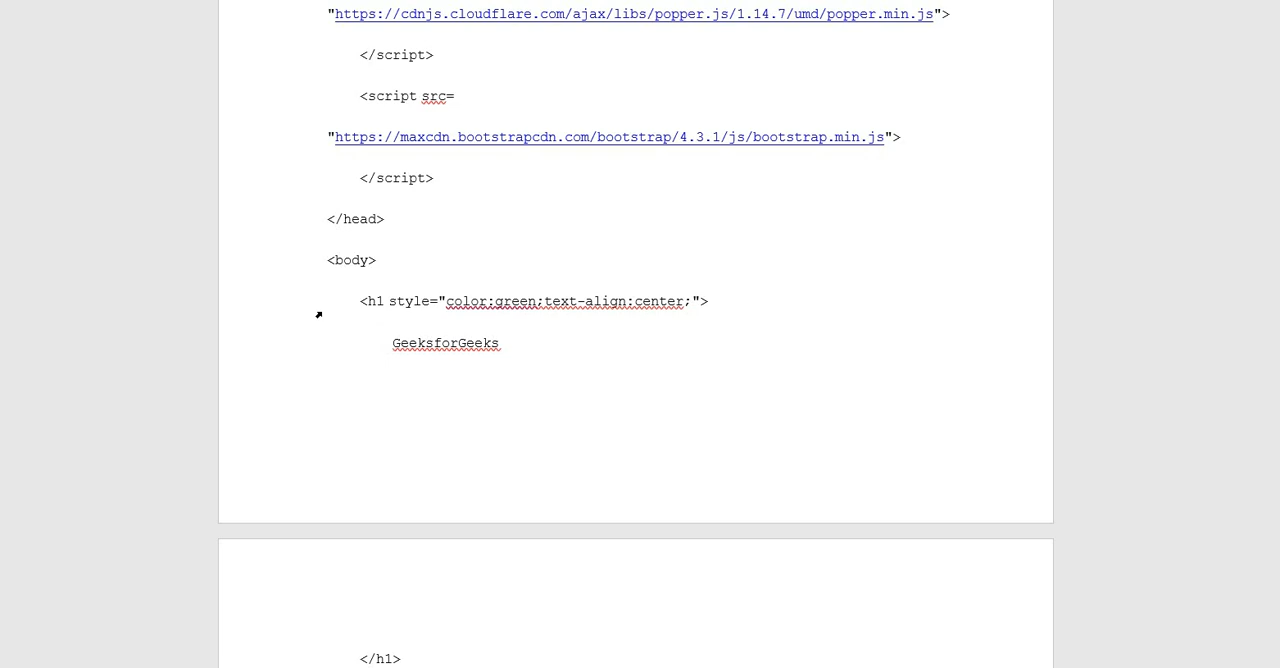 "https://cdnjs.cloudflare.com/ajax/libs/popper.js/1.14.7/umd/popper.min.js">
</script>
<script src=
"https://maxcdn.bootstrapcdn.com/bootstrap/4.3.1/js/bootstrap.min.js">
</script>
</head>
<body>
<h1 style="color:green;text-align:center;">
GeeksforGeeks
</h1>